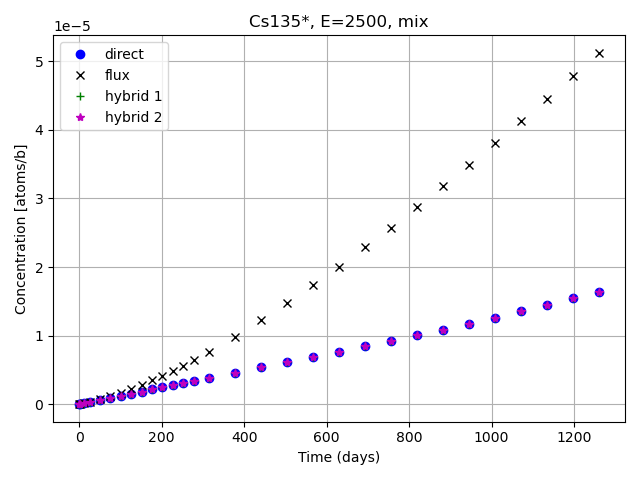 Cs135*, E=2500, mix
1e−5
direct
flux
hybrid 1
hybrid 2
Concentration [atoms/b]
5
4
3
2
1
0
0 200 400 600 800 1000 1200
Time (days)